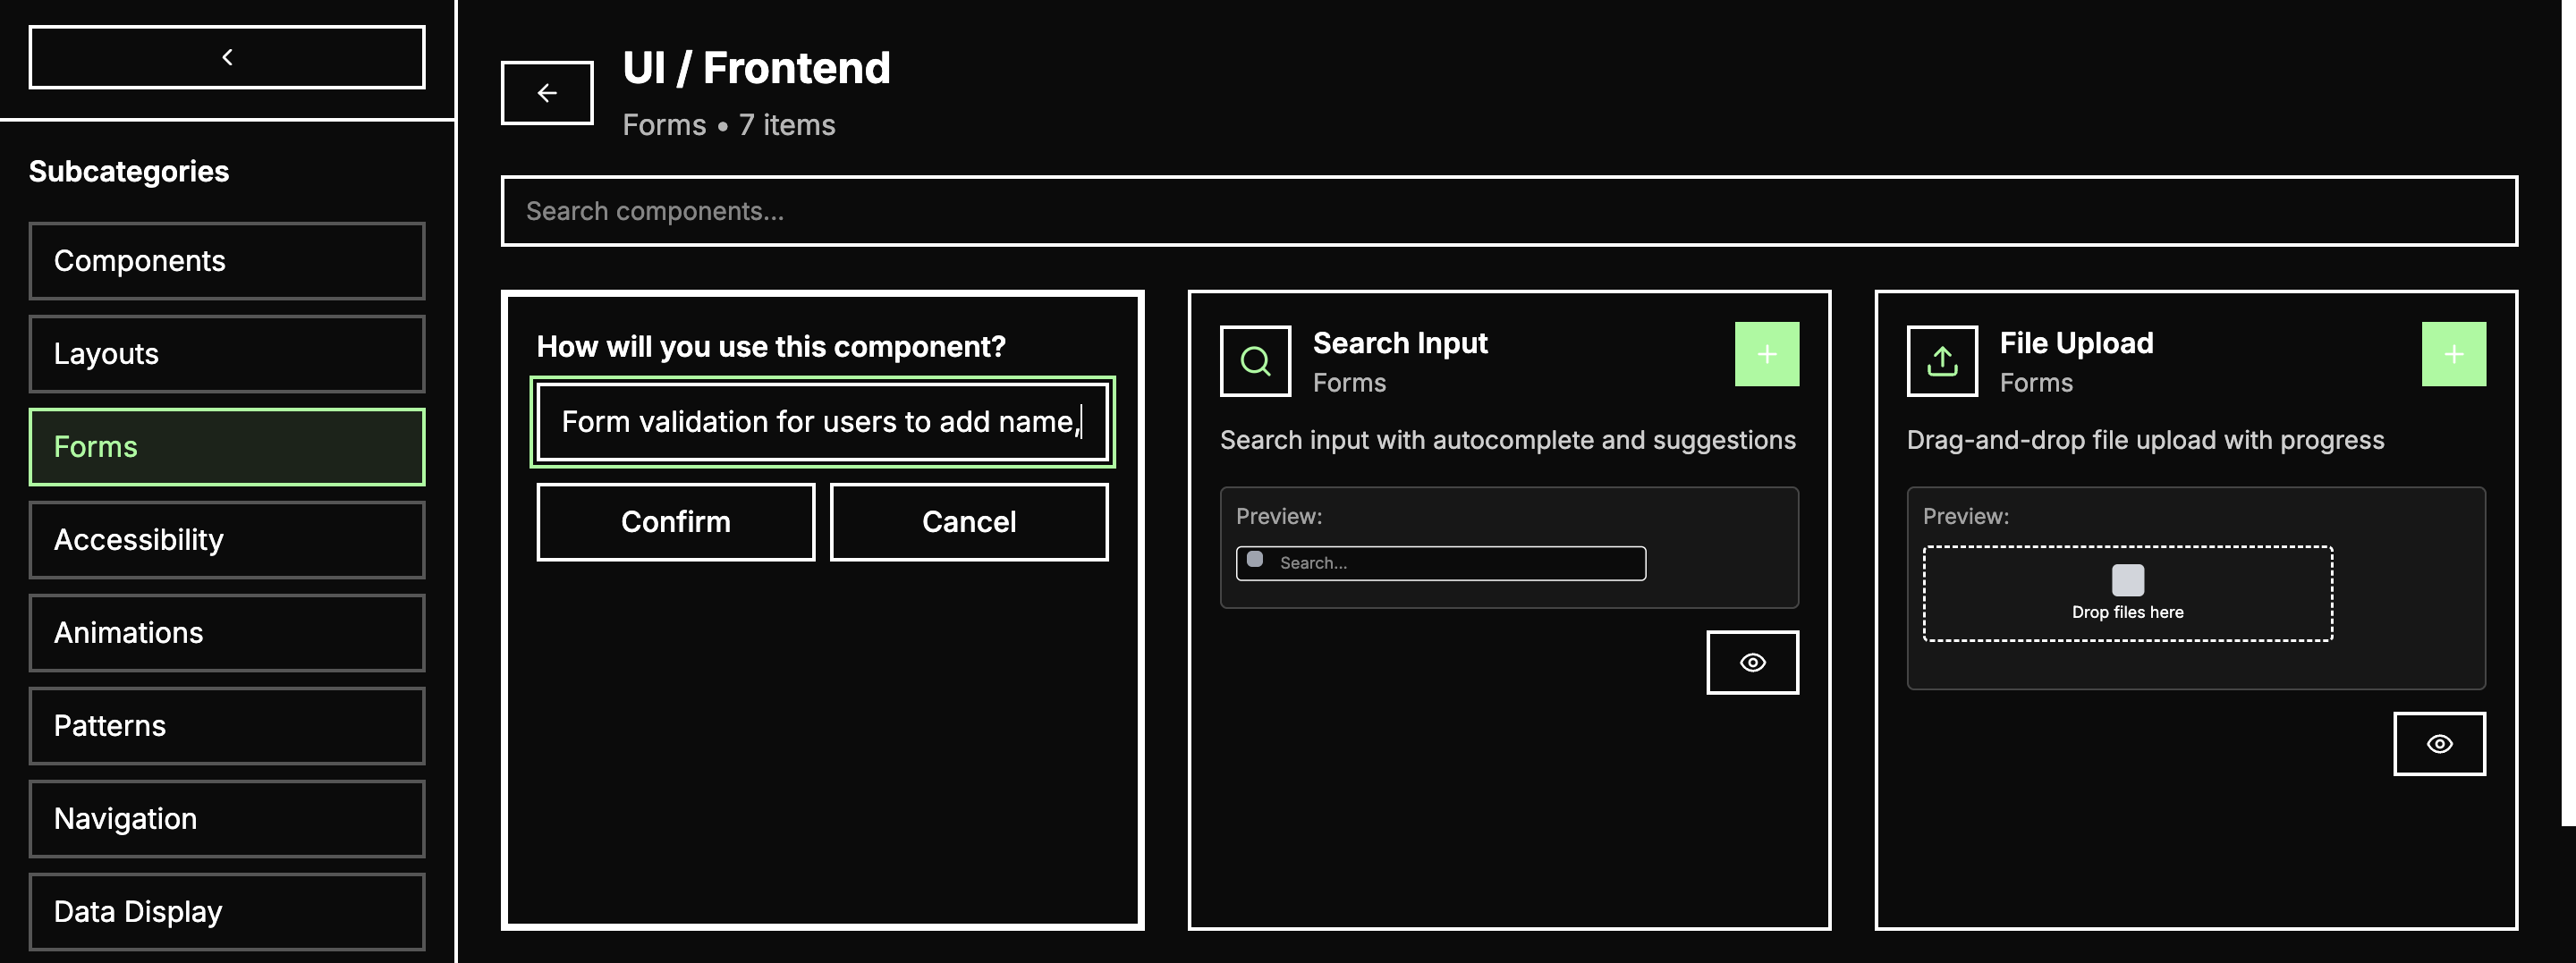 UI / Frontend
Forms • 7 items
Subcategories
Components
Layouts
Forms
Accessibility
Animations
Patterns
Navigation
Data Display
Search components...
How will you use this component?
Form validation for users to add name,
Confirm
Cancel
Search Input
Forms
Search input with autocomplete and suggestions
Preview:
Search...
File Upload
Forms
Drag-and-drop file upload with progress
Preview:
Drop files here